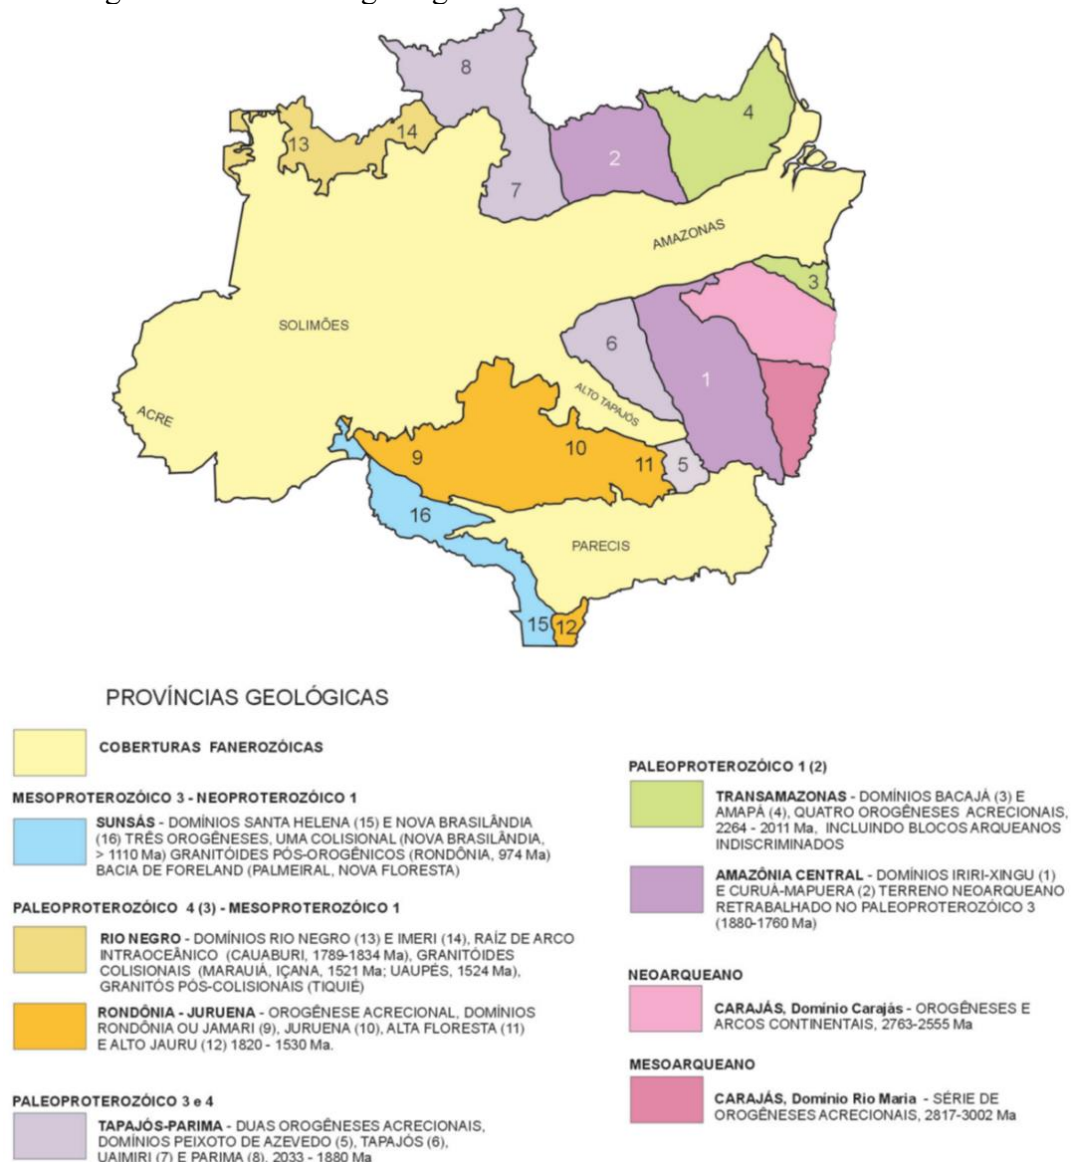 8
4
14
13
2
7
AMAZONAS
3
SOLIMÕES
6
1
ALTO TAPAJÓS
ACRE
10
9
11
5
16
PARECIS
15
12
PROVÍNCIAS GEOLÓGICAS
COBERTURAS FANEROZÓICAS
MESOPROTEROZÓICO 3 - NEOPROTEROZÓICO 1
SUNSÁS - DOMÍNIOS SANTA HELENA (15) E NOVA BRASILÂNDIA
(16) TRÊS OROGÊNESES, UMA COLISIONAL (NOVA BRASILÂNDIA,
> 1110 Ma) GRANITÓIDES PÓS-OROGÊNICOS (RONDÔNIA, 974 Ma)
BACIA DE FORELAND (PALMEIRAL, NOVA FLORESTA)
PALEOPROTEROZÓICO 4 (3) - MESOPROTEROZÓICO 1
RIO NEGRO - DOMÍNIOS RIO NEGRO (13) E IMERI (14), RAÍZ DE ARCO
INTRAOCEÂNICO (CAUABURI, 1789-1834 Ma), GRANITÓIDES
COLISIONAIS (MARAUIÁ, IÇANA, 1521 Ma; UAUPÉS, 1524 Ma),
GRANITÓS PÓS-COLISIONAIS (TIQUIÉ)
RONDÔNIA - JURUENA - OROGÊNESE ACRECIONAL, DOMÍNIOS
RONDÔNIA OU JAMARI (9), JURUENA (10), ALTA FLORESTA (11)
E ALTO JAURU (12) 1820 - 1530 Ma.
PALEOPROTEROZÓICO 3 e 4
TAPAJÓS-PARIMA - DUAS OROGÊNESES ACRECIONAIS,
DOMÍNIOS PEIXOTO DE AZEVEDO (5), TAPAJÓS (6),
UAIMIRI (7) E PARIMA (8), 2033 - 1880 Ma
PALEOPROTEROZÓICO 1 (2)
TRANSAMAZONAS - DOMÍNIOS BACAJÁ (3) E
AMAPÁ (4), QUATRO OROGÊNESES ACRECIONAIS,
2264 - 2011 Ma, INCLUINDO BLOCOS ARQUEANOS
INDISCRIMINADOS
AMAZÔNIA CENTRAL - DOMÍNIOS IRIRI-XINGU (1)
E CURUÁ-MAPUERA (2) TERRENO NEOARQUEANO
RETRABALHADO NO PALEOPROTEROZÓICO 3
(1880-1760 Ma)
NEOARQUEANO
CARAJÁS, Domínio Carajás - OROGÊNESES E
ARCOS CONTINENTAIS, 2763-2555 Ma
MESOARQUEANO
CARAJÁS, Domínio Rio Maria - SÉRIE DE
OROGÊNESES ACRECIONAIS, 2817-3002 Ma